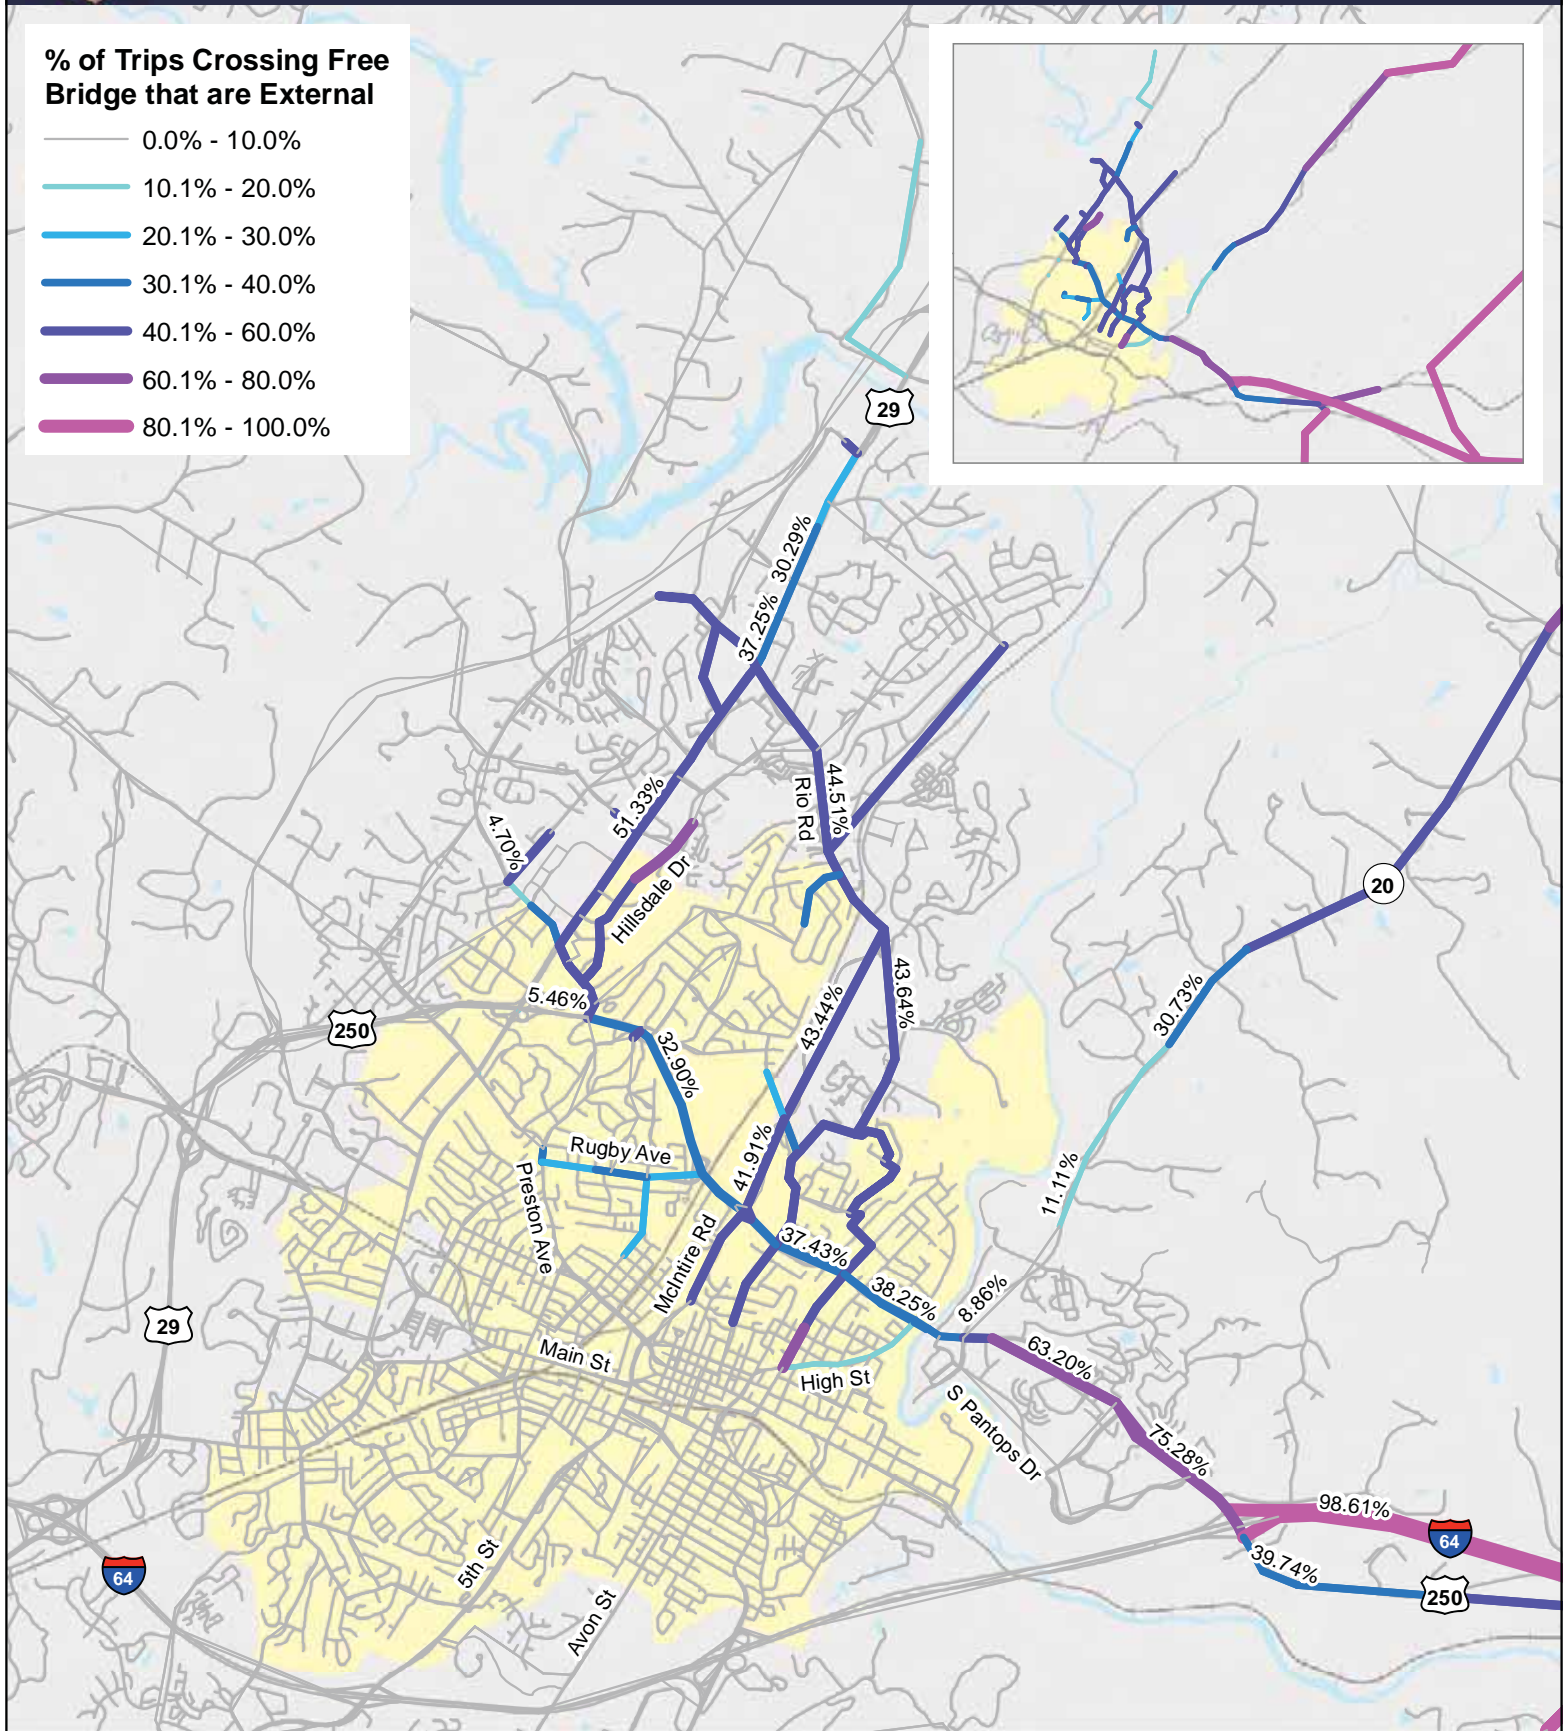 % of Trips Crossing Free
Bridge that are External
0.0% - 10.0%
10.1% - 20.0%
20.1% - 30.0%
30.1% - 40.0%
40.1% - 60.0%
60.1% - 80.0%
80.1% - 100.0%
29
30.29%
37.25%
44.51%
Rio Rd
51.33%
4.70%
Hillsdale Dr
20
5.46%
250
43.64%
43.44%
30.73%
32.90%
Rugby Ave
41.91%
11.11%
Preston Ave
McIntire Rd
37.43%
38.25%
8.86%
29
Main St
63.20%
High St
S Pantops Dr
75.28%
98.61%
64
5th St
64
39.74%
250
Avon St